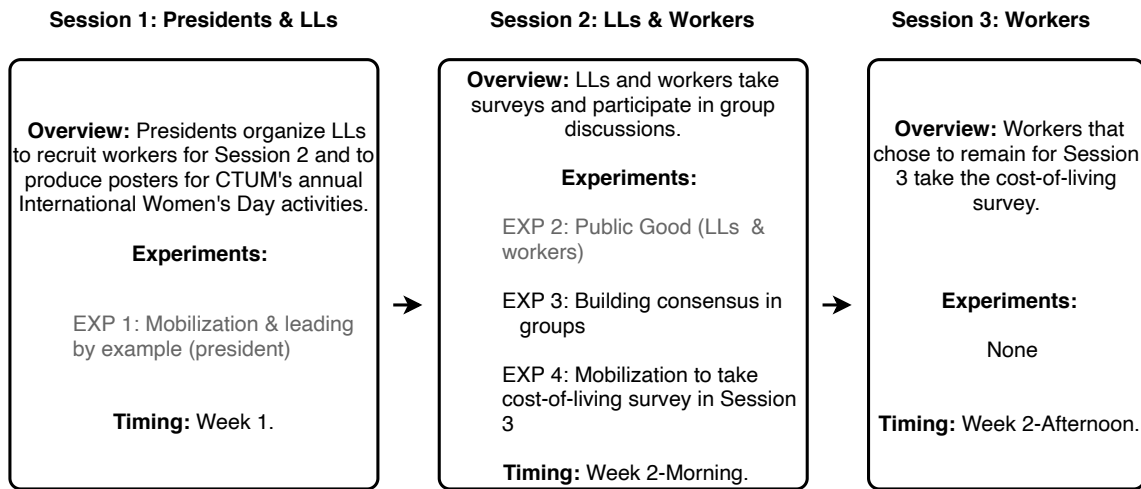 Session 1: Presidents & LLs
Overview: Presidents organize LLs
to recruit workers for Session 2 and to
produce posters for CTUM's annual
International Women's Day activities.
Experiments:
EXP 1: Mobilization & leading
by example (president)
Timing: Week 1.
Session 2: LLs & Workers
Overview: LLs and workers take
surveys and participate in group
discussions.
Experiments:
EXP 2: Public Good (LLs &
workers)
EXP 3: Building consensus in
groups
EXP 4: Mobilization to take
cost-of-living survey in Session
3
Timing: Week 2-Morning.
Session 3: Workers
Overview: Workers that
chose to remain for Session
3 take the cost-of-living
survey.
Experiments:
None
Timing: Week 2-Afternoon.